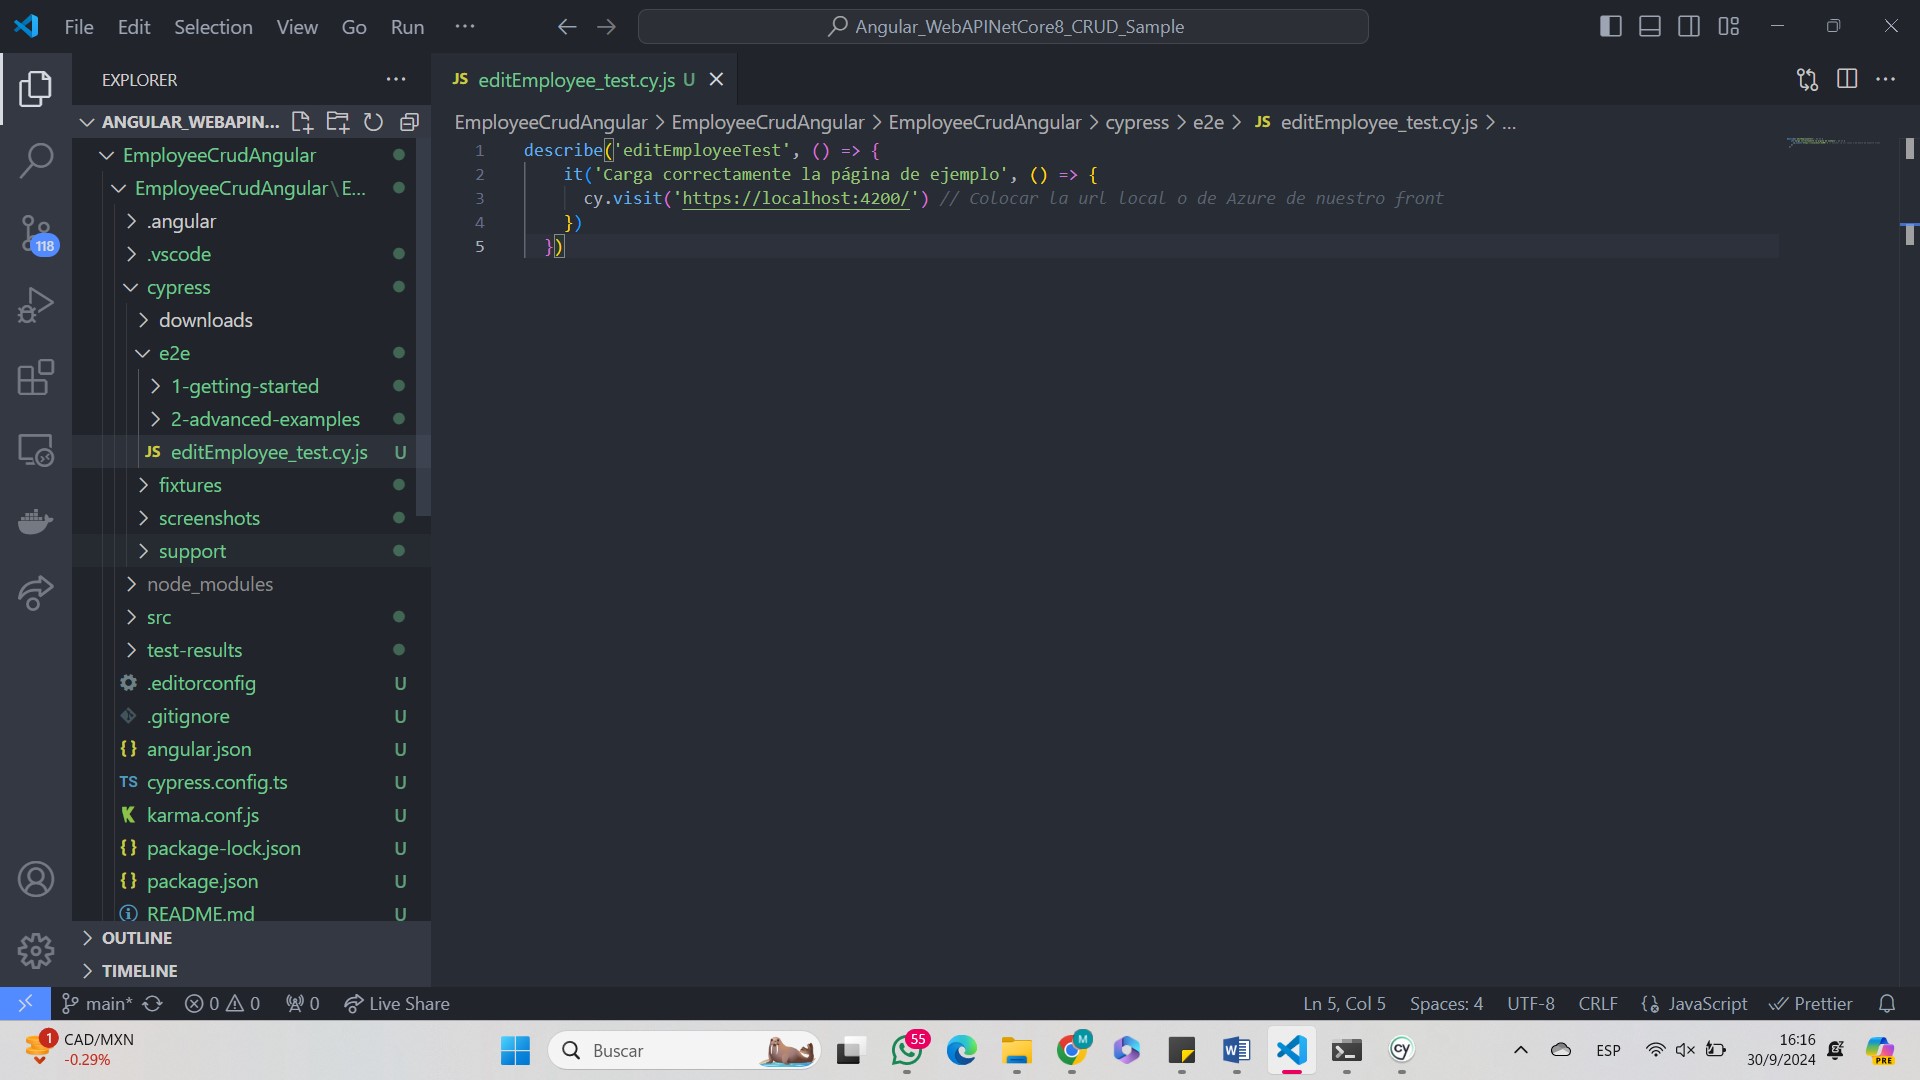 File Edit Selection View Go Run ...
Angular_WebAPINetCore8_CRUD_Sample
EXPLORER
ANGULAR_WEBAPIN...
EmployeeCrudAngular
EmployeeCrudAngular\E...
.angular
.vscode
cypress
downloads
e2e
1-getting-started
2-advanced-examples
JS editEmployee_test.cy.js U
fixtures
screenshots
support
node_modules
src
test-results
.editorconfig U
.gitignore U
{} angular.json U
TS cypress.config.ts U
K karma.conf.js U
{} package-lock.json U
{} package.json U
README.md U
OUTLINE
TIMELINE
118
JS editEmployee_test.cy.js U
EmployeeCrudAngular > EmployeeCrudAngular > EmployeeCrudAngular > cypress > e2e > JS editEmployee_test.cy.js > ...
1 describe('editEmployeeTest', () => {
2 it('Carga correctamente la página de ejemplo', () => {
3 cy.visit('https://localhost:4200/') // Colocar la url local o de Azure de nuestro front
4 })
5 })
main* 0 0 0 Live Share
Ln 5, Col 5 Spaces: 4 UTF-8 CRLF {} JavaScript Prettier
1 CAD/MXN
-0.29%
Buscar
55
M
W
cy
ESP
16:16
30/9/2024
PRE